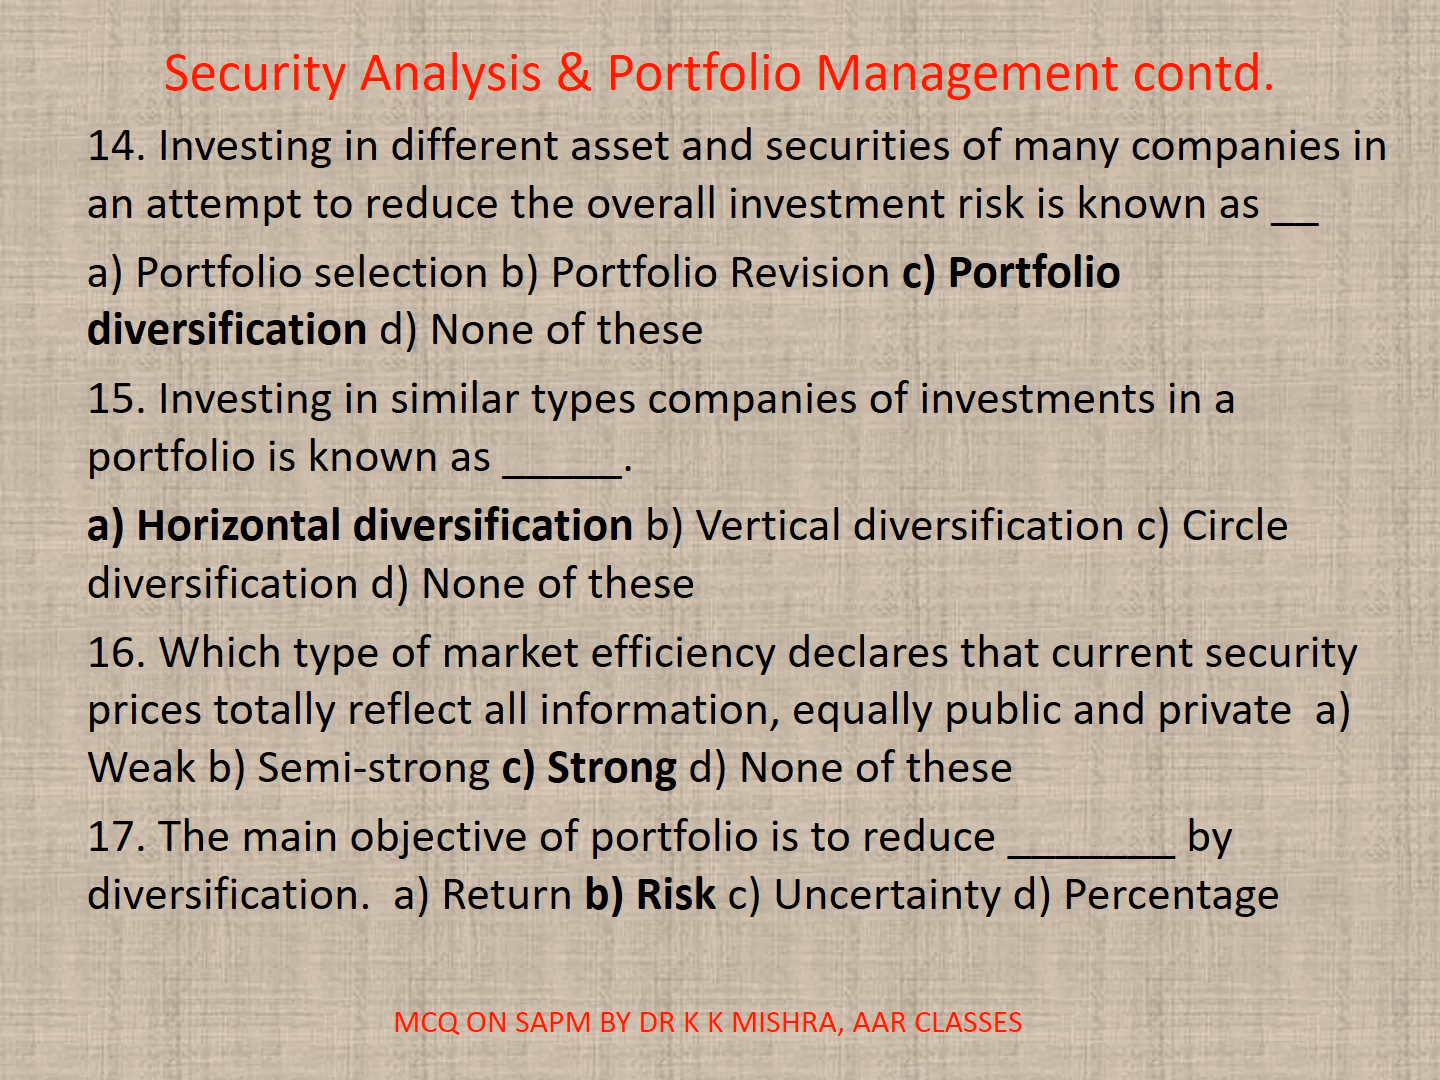 Security Analysis & Portfolio Management contd.
14. Investing in different asset and securities of many companies in
an attempt to reduce the overall investment risk is known as __
a) Portfolio selection b) Portfolio Revision c) Portfolio
diversification d) None of these
15. Investing in similar types companies of investments in a
portfolio is known as _____.
a) Horizontal diversification b) Vertical diversification c) Circle
diversification d) None of these
16. Which type of market efficiency declares that current security
prices totally reflect all information, equally public and private  a)
Weak b) Semi-strong c) Strong d) None of these
17. The main objective of portfolio is to reduce _______ by
diversification.  a) Return b) Risk c) Uncertainty d) Percentage
MCQ ON SAPM BY DR K K MISHRA, AAR CLASSES